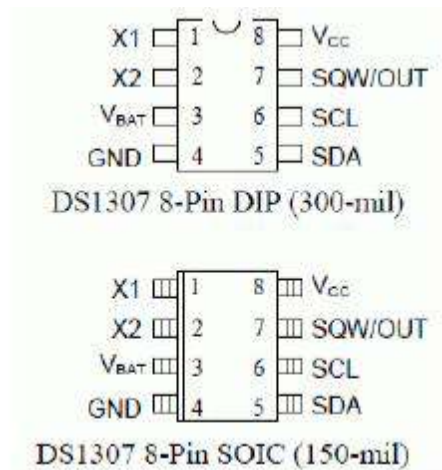 X1 1 8 VCC
X2 2 7 SQW/OUT
VBAT 3 6 SCL
GND 4 5 SDA
DS1307 8-Pin DIP (300-mil)
X1 1 8 Vcc
X2 2 7 SQW/OUT
VBAT 3 6 SCL
GND 4 5 SDA
DS1307 8-Pin SOIC (150-mil)